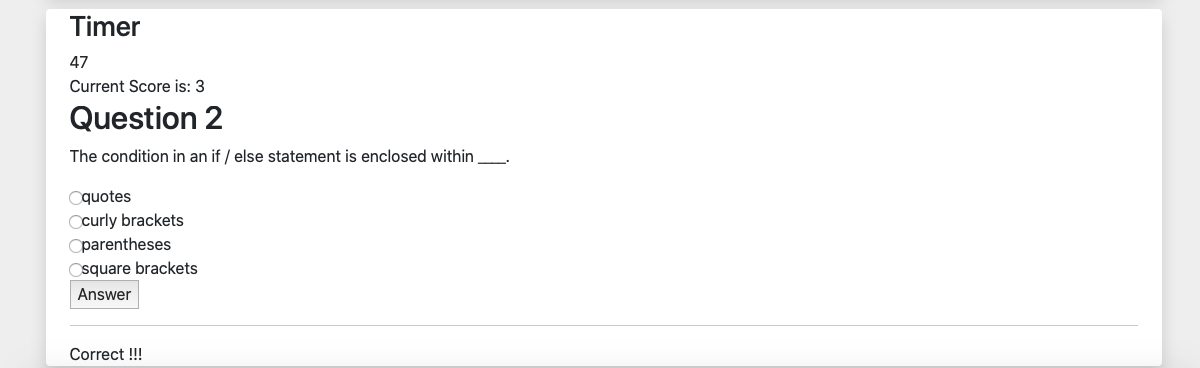 Timer
47
Current Score is: 3
Question 2
The condition in an if / else statement is enclosed within ____.
quotes
curly brackets
parentheses
square brackets
Answer
Correct !!!